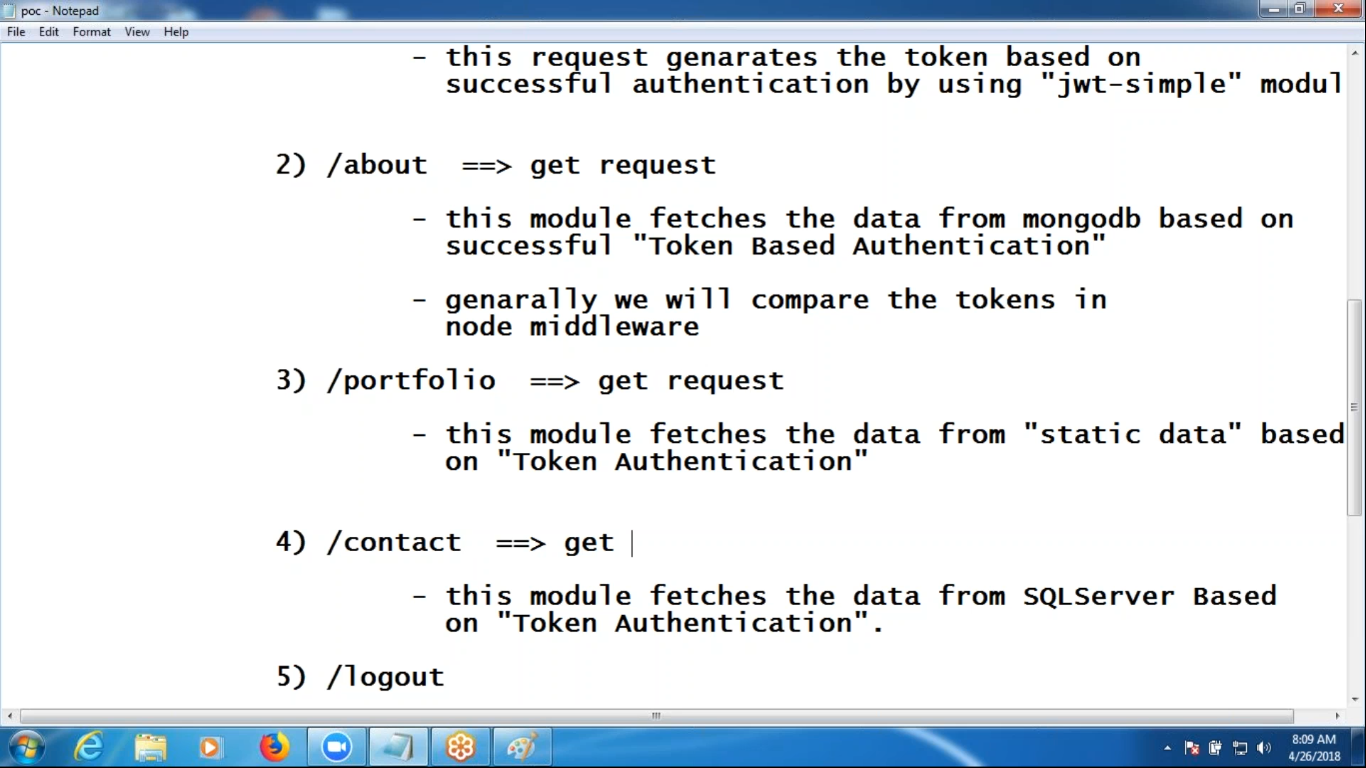 poc - Notepad
File Edit Format View Help
- this request genarates the token based on
successful authentication by using "jwt-simple" modul
2) /about ==> get request
- this module fetches the data from mongodb based on
successful "Token Based Authentication"
- genarally we will compare the tokens in
node middleware
3) /portfolio ==> get request
- this module fetches the data from "static data" based
on "Token Authentication"
4) /contact ==> get
- this module fetches the data from SQLServer Based
on "Token Authentication".
5) /logout
8:09 AM
4/26/2018